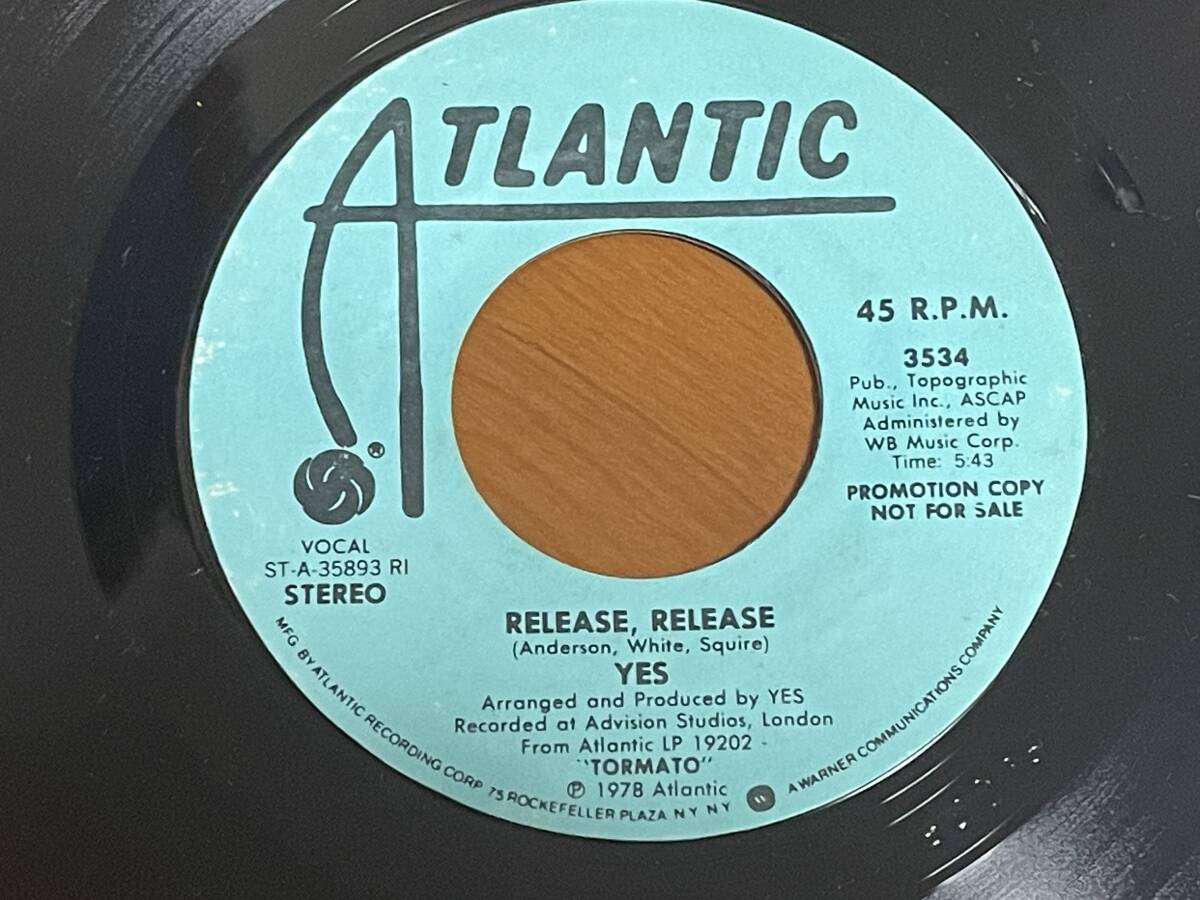 ATLANTIC
®
45 R.P.M.
3534
Pub., Topographic
Music Inc., ASCAP
Administered by
WB Music Corp.
Time: 5:43
PROMOTION COPY
NOT FOR SALE
VOCAL
ST-A-35893 RI
STEREO
RELEASE, RELEASE
(Anderson, White, Squire)
YES
Arranged and Produced by YES
Recorded at Advision Studios, London
From Atlantic LP 19202 -
"TORMATO"
℗ 1978 Atlantic
MFG BY ATLANTIC RECORDING CORP 75 ROCKEFELLER PLAZA N Y N Y
A WARNER COMMUNICATIONS COMPANY